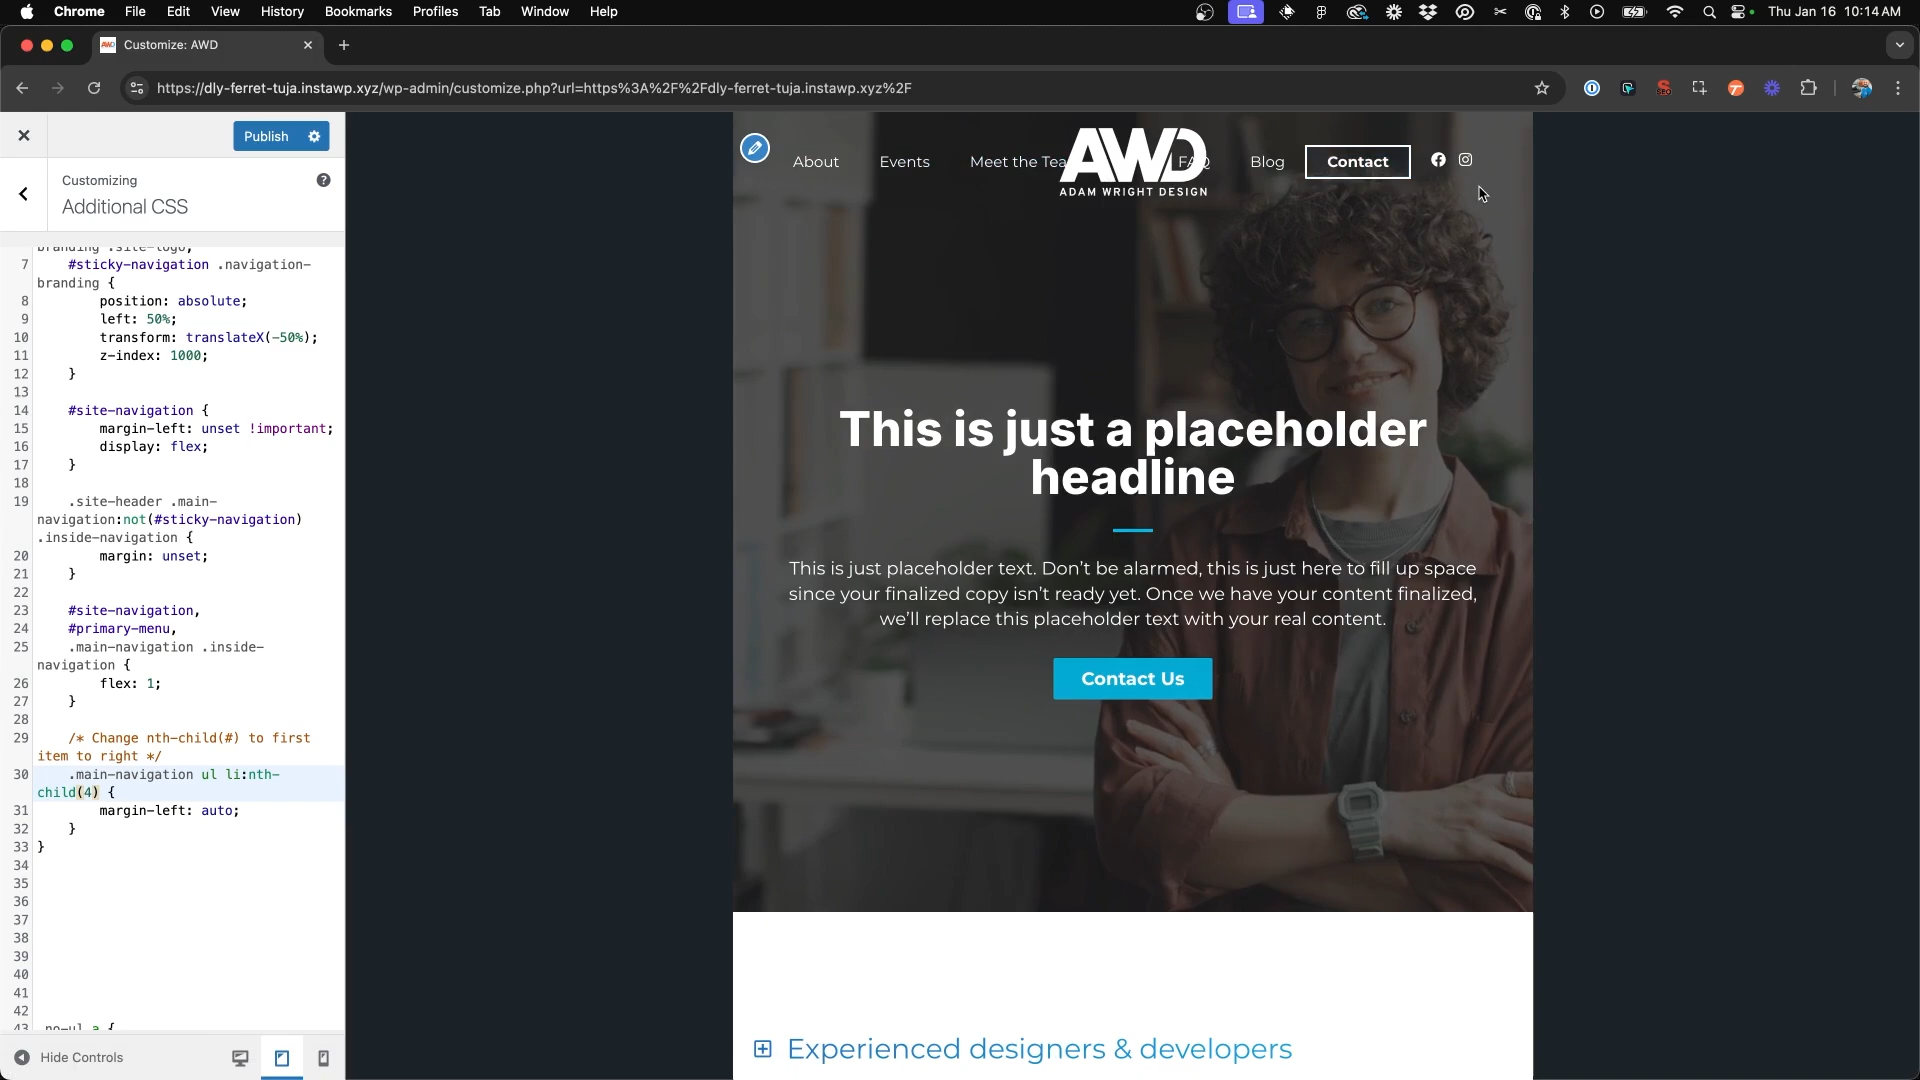 Chrome File Edit View History Bookmarks Profiles Tab Window Help Thu Jan 16 10:14 AM
Customize: AWD
https://dly-ferret-tuja.instawp.xyz/wp-admin/customize.php?url=https%3A%2F%2Fdly-ferret-tuja.instawp.xyz%2F
Publish
Customizing
Additional CSS
branding .site-logo,
7 #sticky-navigation .navigation-
branding {
8 position: absolute;
9 left: 50%;
10 transform: translateX(-50%);
11 z-index: 1000;
12 }
13
14 #site-navigation {
15 margin-left: unset !important;
16 display: flex;
17 }
18
19 .site-header .main-
navigation:not(#sticky-navigation)
.inside-navigation {
20 margin: unset;
21 }
22
23 #site-navigation,
24 #primary-menu,
25 .main-navigation .inside-
navigation {
26 flex: 1;
27 }
28
29 /* Change nth-child(#) to first
item to right */
30 .main-navigation ul li:nth-
child(4) {
31 margin-left: auto;
32 }
33 }
34
35
36
37
38
39
40
41
42
43 .no-ul a {
Hide Controls
About Events Meet the Tea AWD FAQ Blog Contact
ADAM WRIGHT DESIGN
This is just a placeholder
headline
This is just placeholder text. Don't be alarmed, this is just here to fill up space
since your finalized copy isn't ready yet. Once we have your content finalized,
we'll replace this placeholder text with your real content.
Contact Us
Experienced designers & developers